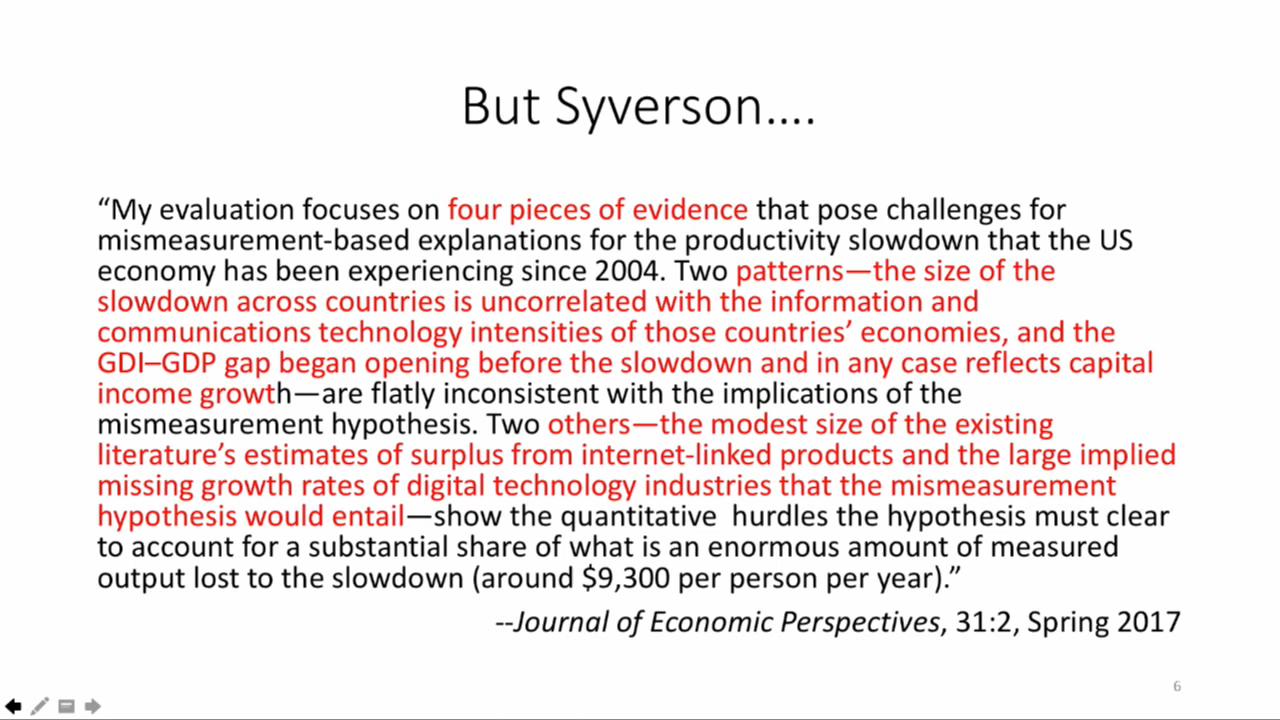 But Syverson....
“My evaluation focuses on four pieces of evidence that pose challenges for
mismeasurement-based explanations for the productivity slowdown that the US
economy has been experiencing since 2004. Two patterns—the size of the
slowdown across countries is uncorrelated with the information and
communications technology intensities of those countries’ economies, and the
GDI–GDP gap began opening before the slowdown and in any case reflects capital
income growth—are flatly inconsistent with the implications of the
mismeasurement hypothesis. Two others—the modest size of the existing
literature’s estimates of surplus from internet-linked products and the large implied
missing growth rates of digital technology industries that the mismeasurement
hypothesis would entail—show the quantitative  hurdles the hypothesis must clear
to account for a substantial share of what is an enormous amount of measured
output lost to the slowdown (around $9,300 per person per year).”
--Journal of Economic Perspectives, 31:2, Spring 2017
6